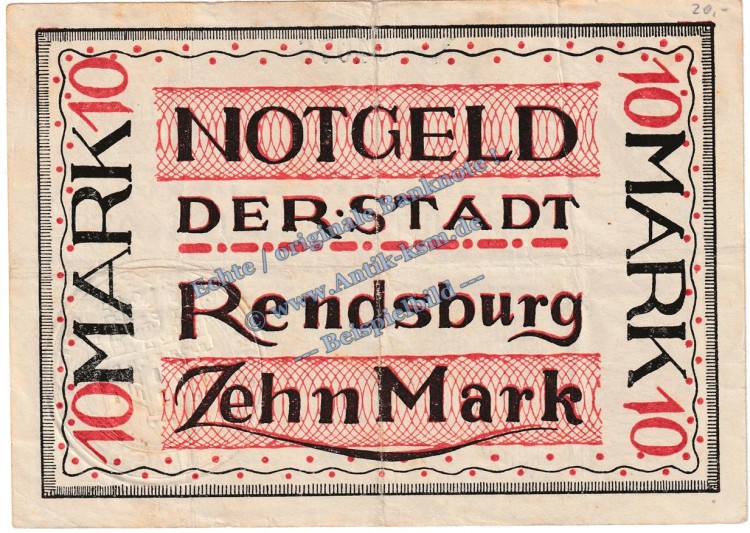 20,-
NOTGELD
DER:STADT
Rendsburg
Zehn Mark
10 MARK 10
10 MARK 10
Echte / originale Banknote !
© www.Antik-ksm.de
--- Beispielbild ---